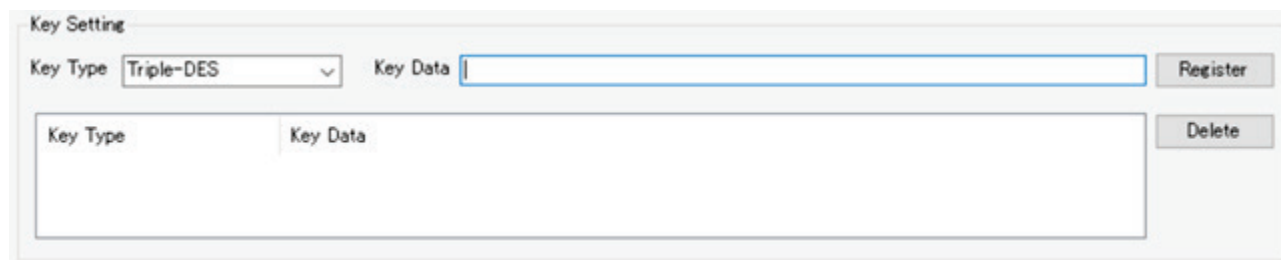 Key Setting
Key Type Triple-DES Key Data Register
Key Type Key Data Delete